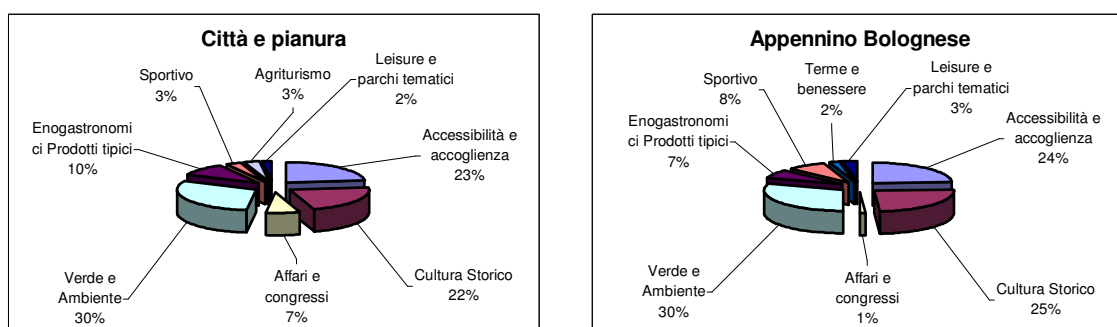 Città e pianura
Sportivo
3%
Agriturismo
3%
Leisure e
parchi tematici
2%
Enogastronomi
ci Prodotti tipici
10%
Accessibilità e
accoglienza
23%
Verde e
Ambiente
30%
Affari e
congressi
7%
Cultura Storico
22%
Appennino Bolognese
Sportivo
8%
Terme e
benessere
2%
Leisure e
parchi tematici
3%
Enogastronomi
ci Prodotti tipici
7%
Accessibilità e
accoglienza
24%
Verde e
Ambiente
30%
Affari e
congressi
1%
Cultura Storico
25%